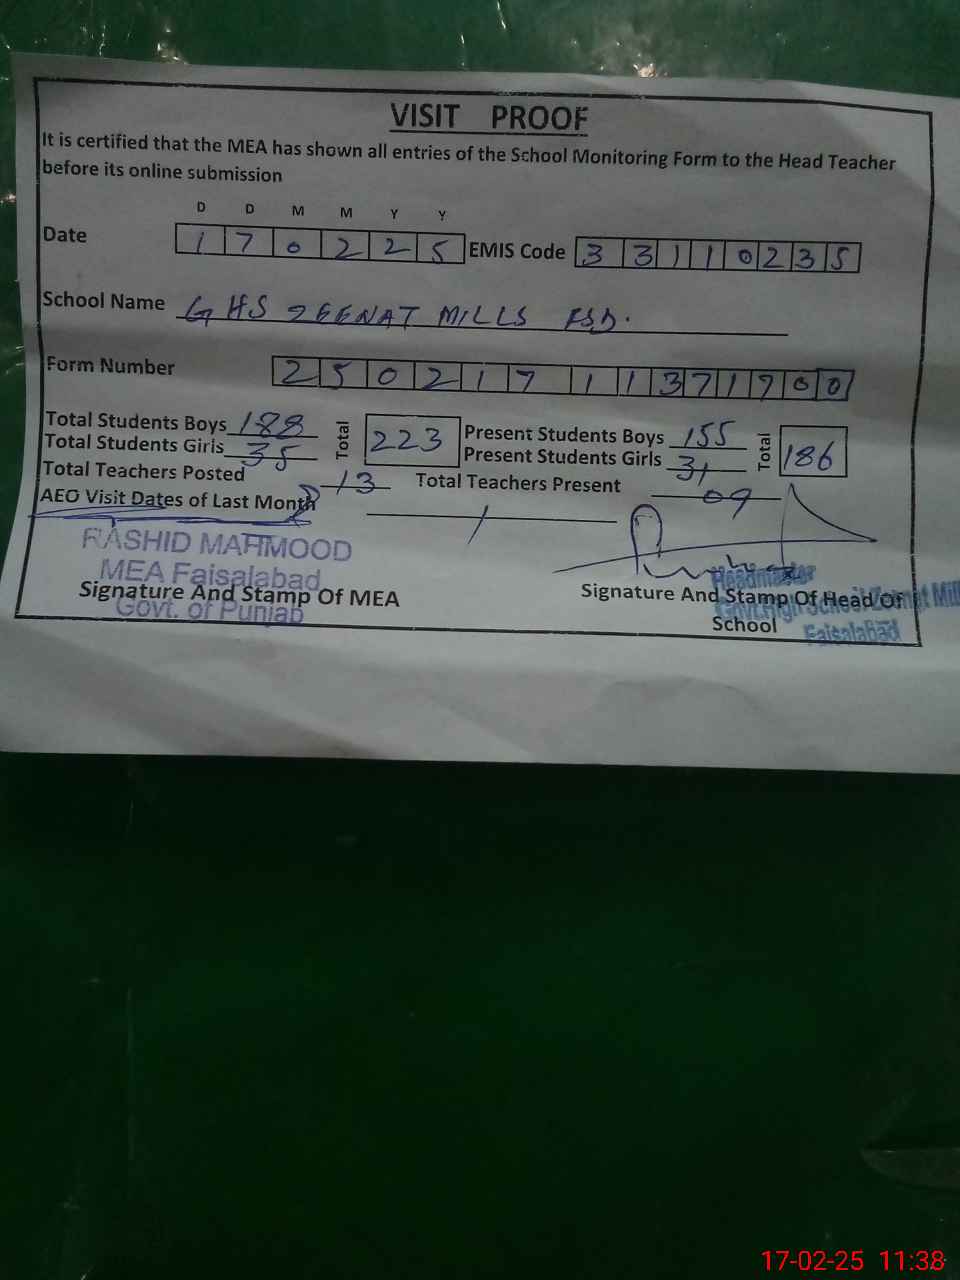 VISIT PROOF
It is certified that the MEA has shown all entries of the School Monitoring Form to the Head Teacher
before its online submission
D D M M Y Y
Date 1 7 0 2 2 5 EMIS Code 3 3 1 1 0 2 3 5
School Name GHS ZEENAT MILLS FSD.
Form Number 2 5 0 2 1 7 1 1 3 7 1 7 0 0
Total Students Boys 188 Total 223 Present Students Boys 155 Total 186
Total Students Girls 35 Present Students Girls 31
Total Teachers Posted 13 Total Teachers Present 09
AEO Visit Dates of Last Month /
RASHID MAHMOOD
MEA Faisalabad
Signature And Stamp Of MEA
Govt. of Punjab
Headmaster
Signature And Stamp Of Head Of
Govt. High School Zeenat Mill
School
Faisalabad
17-02-25 11:38